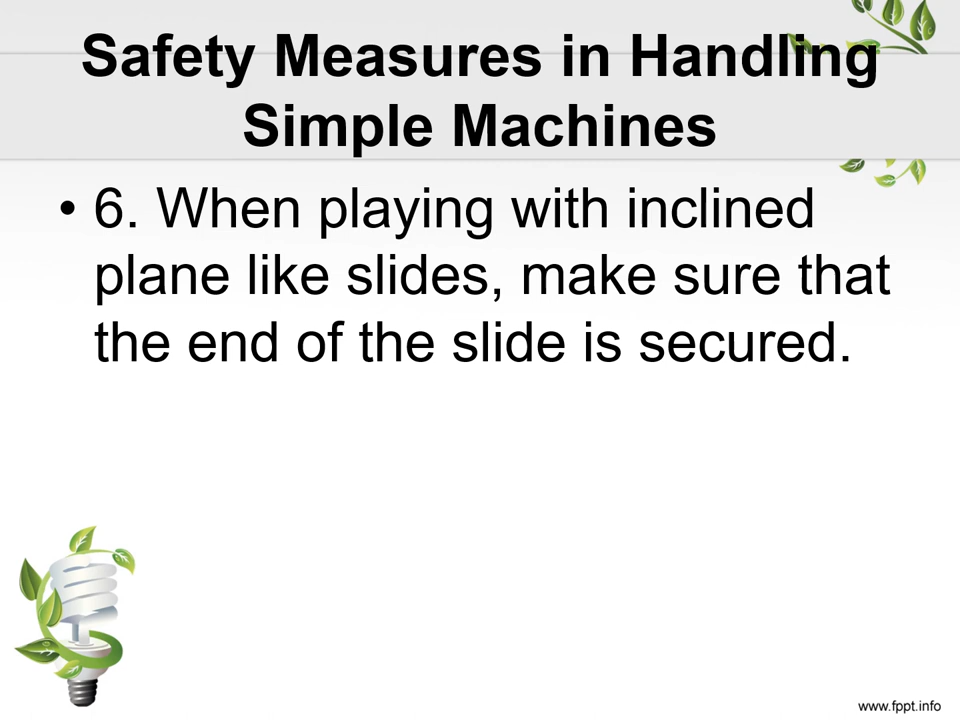 Safety Measures in Handling
Simple Machines
• 6. When playing with inclined
plane like slides, make sure that
the end of the slide is secured.
www.fppt.info